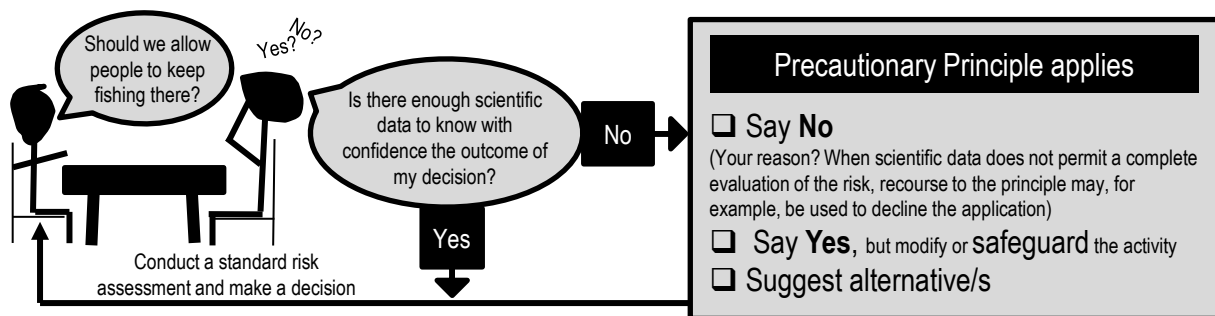 Should we allow
people to keep
fishing there?
Yes?
No?
Is there enough scientific
data to know with
confidence the outcome of
my decision?
No
Yes
Conduct a standard risk
assessment and make a decision
Precautionary Principle applies
❑ Say No
(Your reason? When scientific data does not permit a complete
evaluation of the risk, recourse to the principle may, for
example, be used to decline the application)
❑ Say Yes, but modify or safeguard the activity
❑ Suggest alternative/s